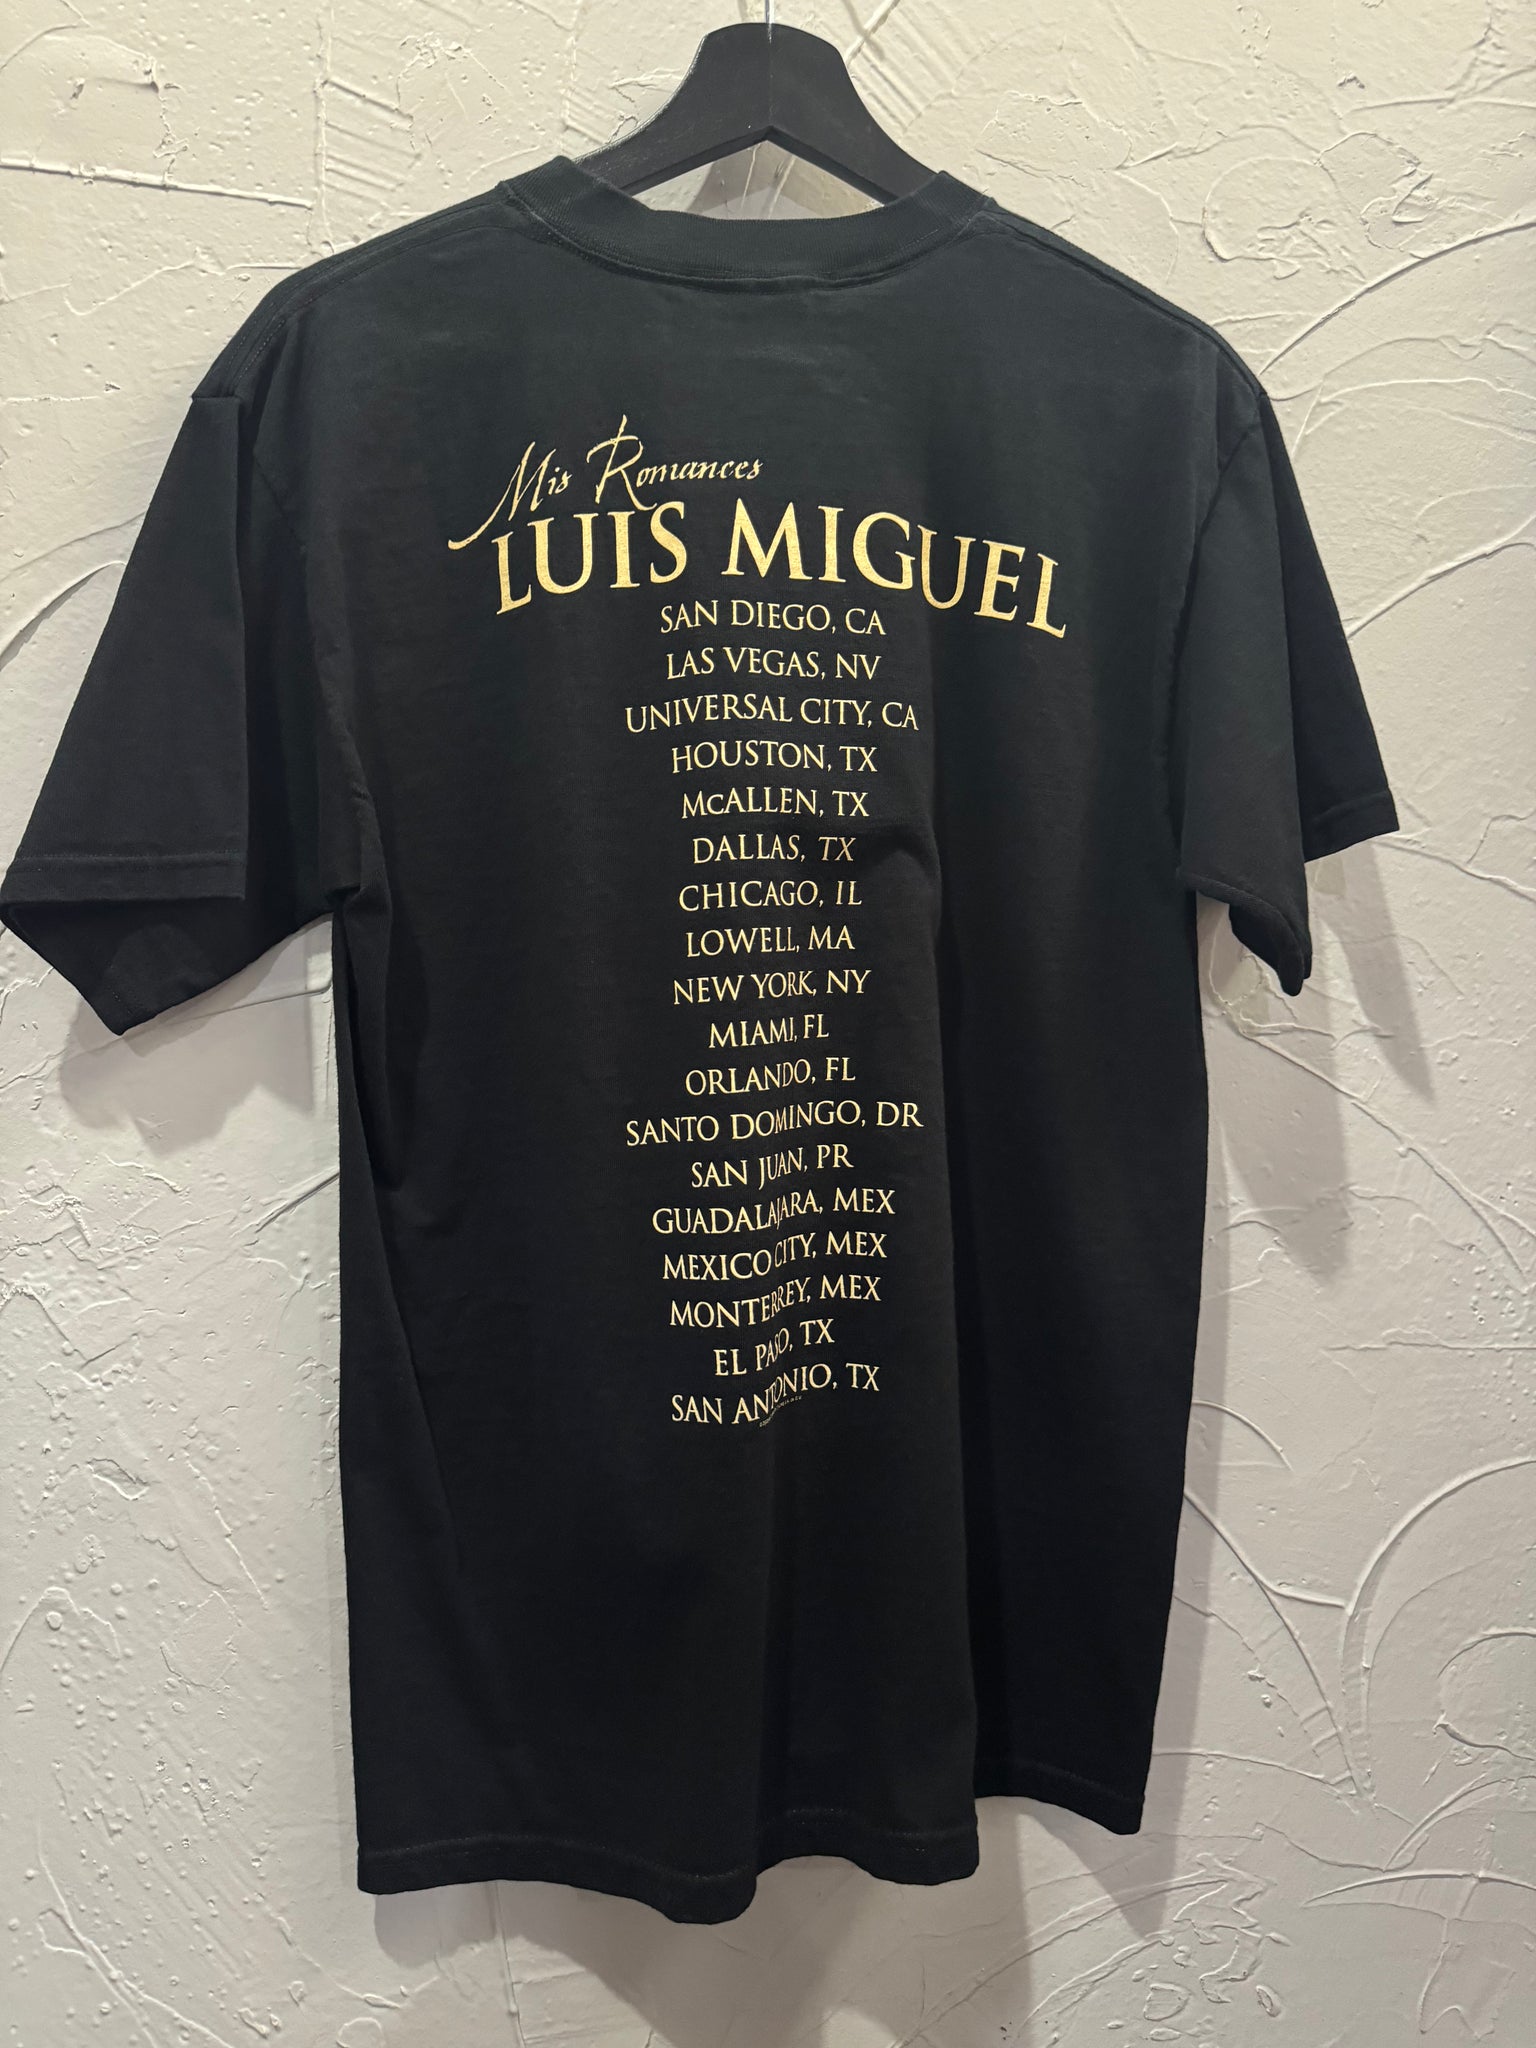 Mis Romances
LUIS MIGUEL
SAN DIEGO, CA
LAS VEGAS, NV
UNIVERSAL CITY, CA
HOUSTON, TX
McALLEN, TX
DALLAS, TX
CHICAGO, IL
LOWELL, MA
NEW YORK, NY
MIAMI, FL
ORLANDO, FL
SANTO DOMINGO, DR
SAN JUAN, PR
GUADALAJARA, MEX
MEXICO CITY, MEX
MONTERREY, MEX
EL PASO, TX
SAN ANTONIO, TX